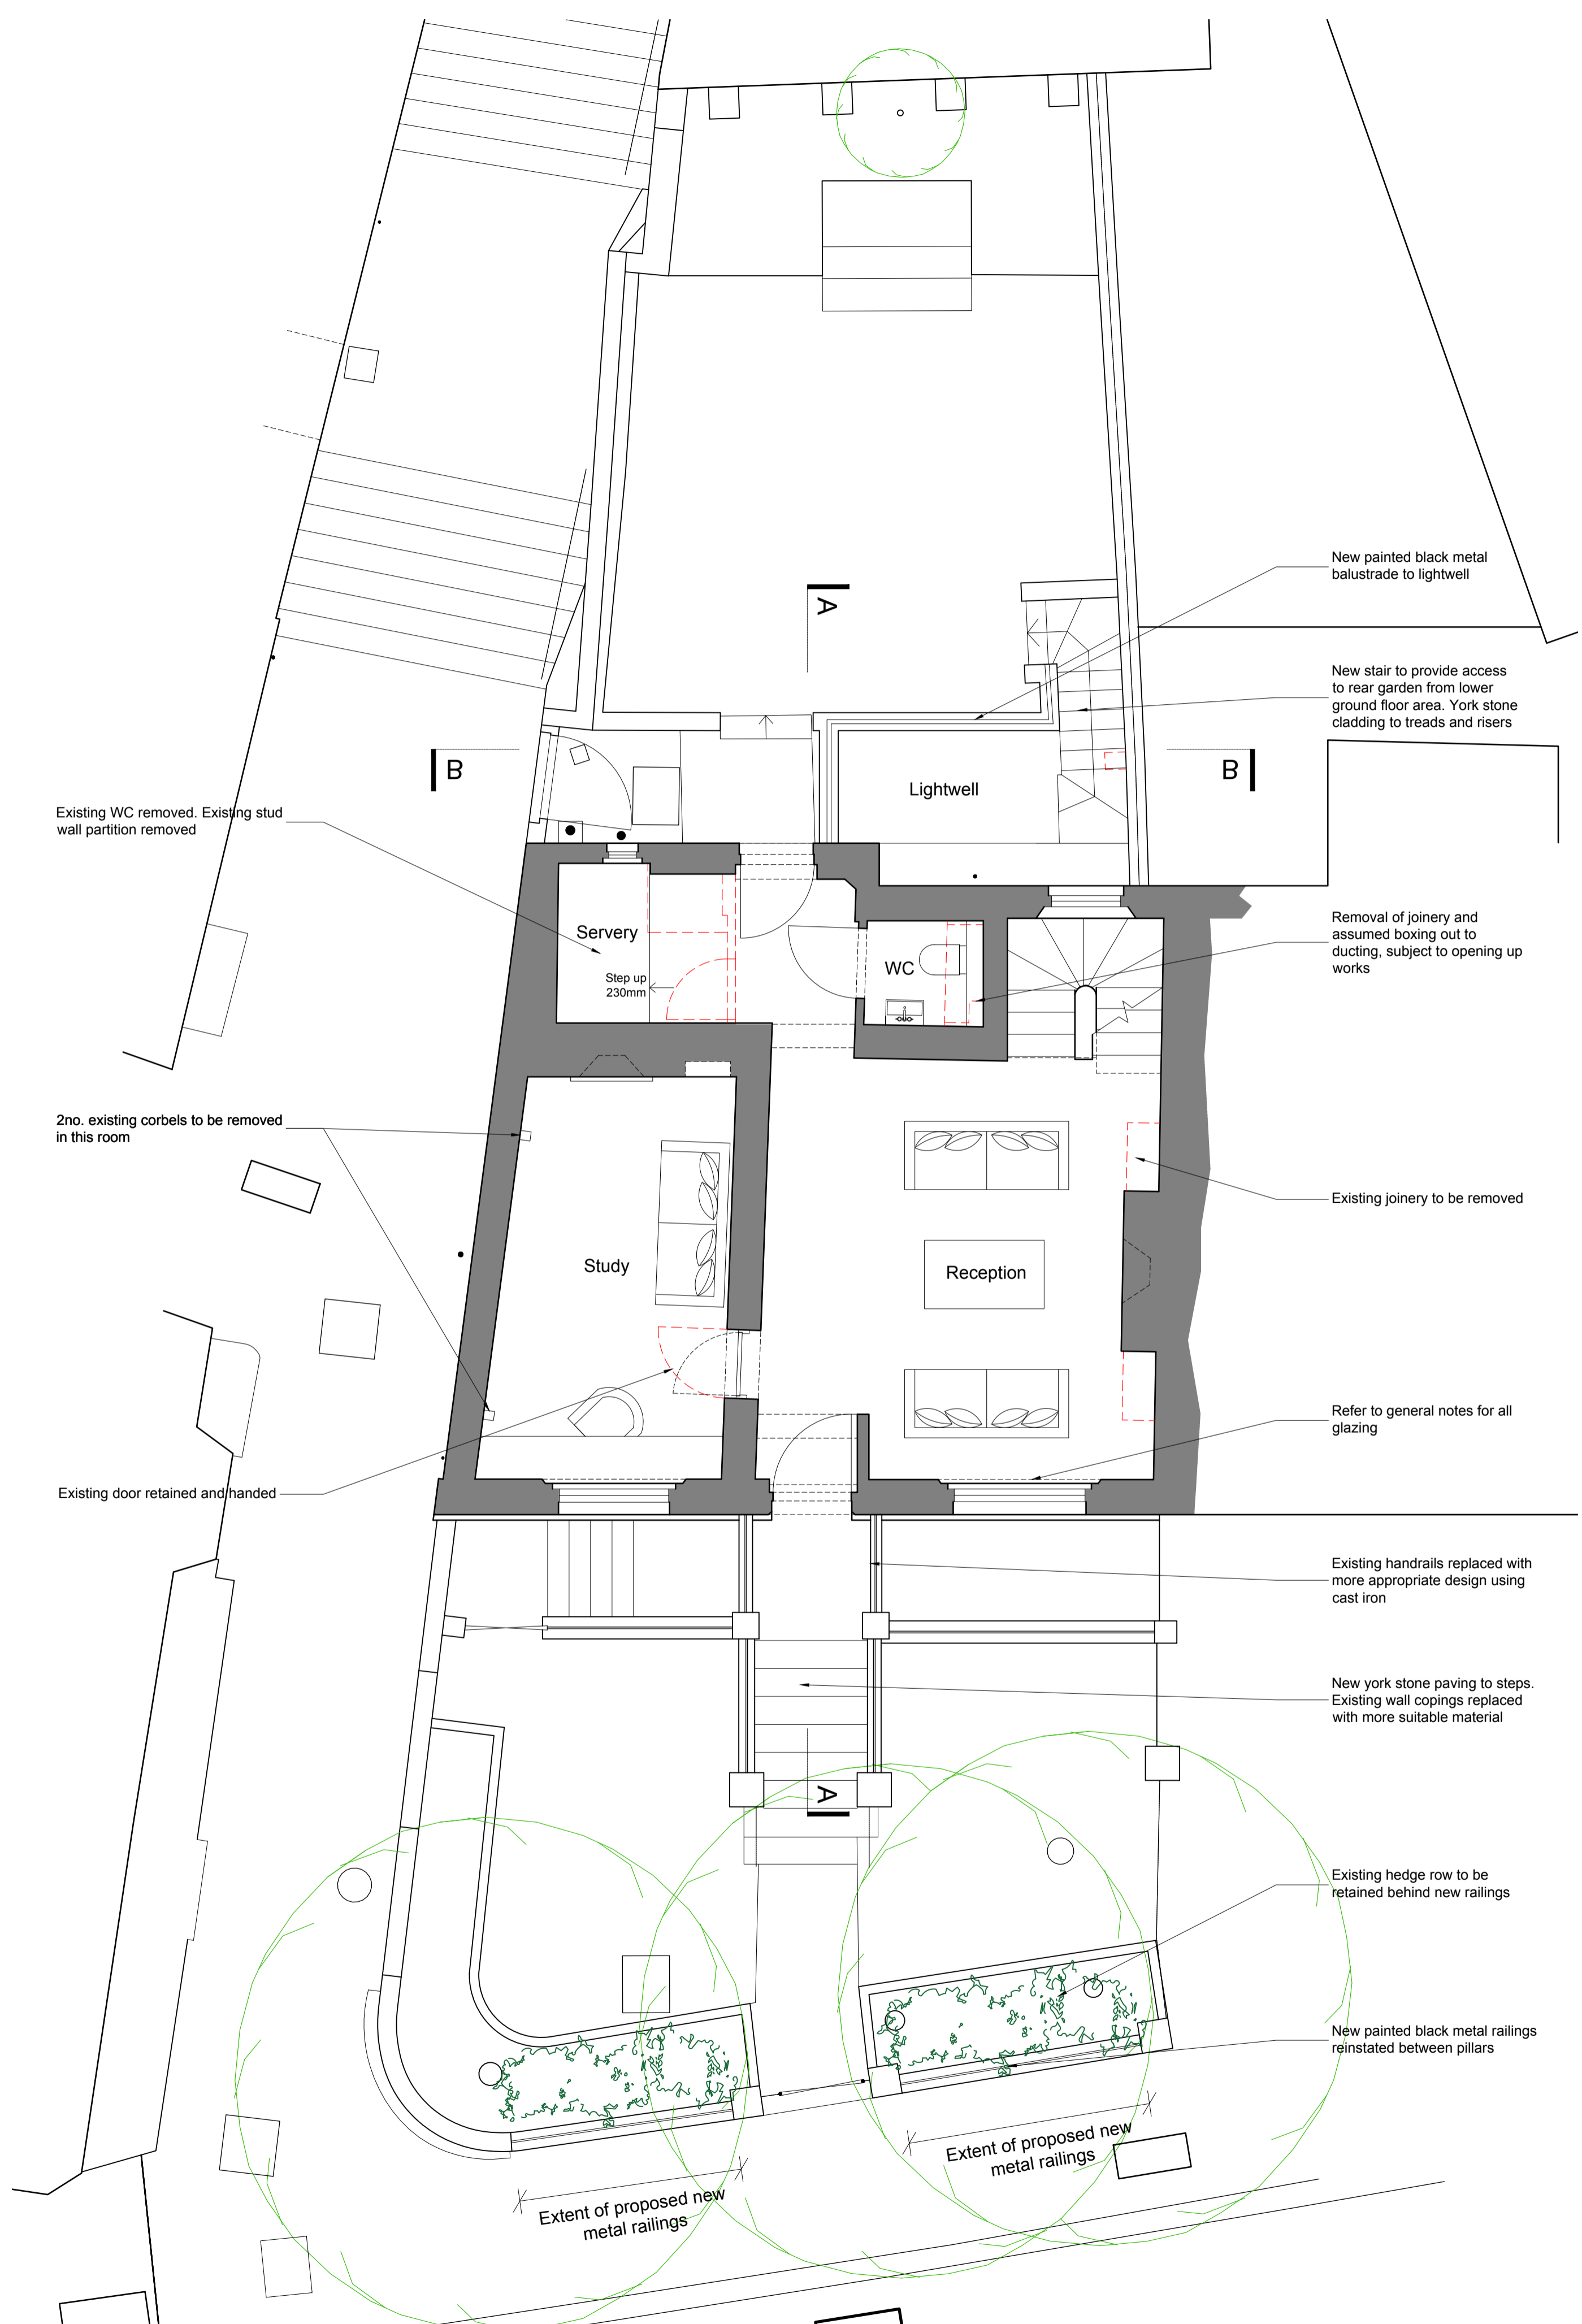 New painted black metal
balustrade to lightwell
A
New stair to provide access
to rear garden from lower
ground floor area. York stone
cladding to treads and risers
B
B
Lightwell
Existing WC removed. Existing stud
wall partition removed
Servery
Step up
230mm
WC
Removal of joinery and
assumed boxing out to
ducting, subject to opening up
works
2no. existing corbels to be removed
in this room
Existing joinery to be removed
Study
Reception
Refer to general notes for all
glazing
Existing door retained and handed
Existing handrails replaced with
more appropriate design using
cast iron
New york stone paving to steps.
Existing wall copings replaced
with more suitable material
A
Existing hedge row to be
retained behind new railings
New painted black metal railings
reinstated between pillars
Extent of proposed new
metal railings
Extent of proposed new
metal railings